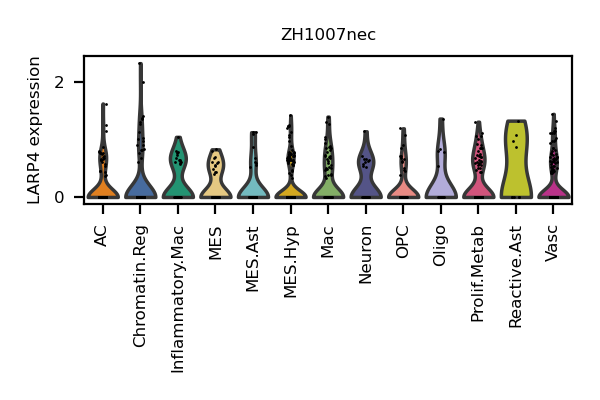 ZH1007nec
LARP4 expression
2
0
AC
Chromatin.Reg
Inflammatory.Mac
MES
MES.Ast
MES.Hyp
Mac
Neuron
OPC
Oligo
Prolif.Metab
Reactive.Ast
Vasc